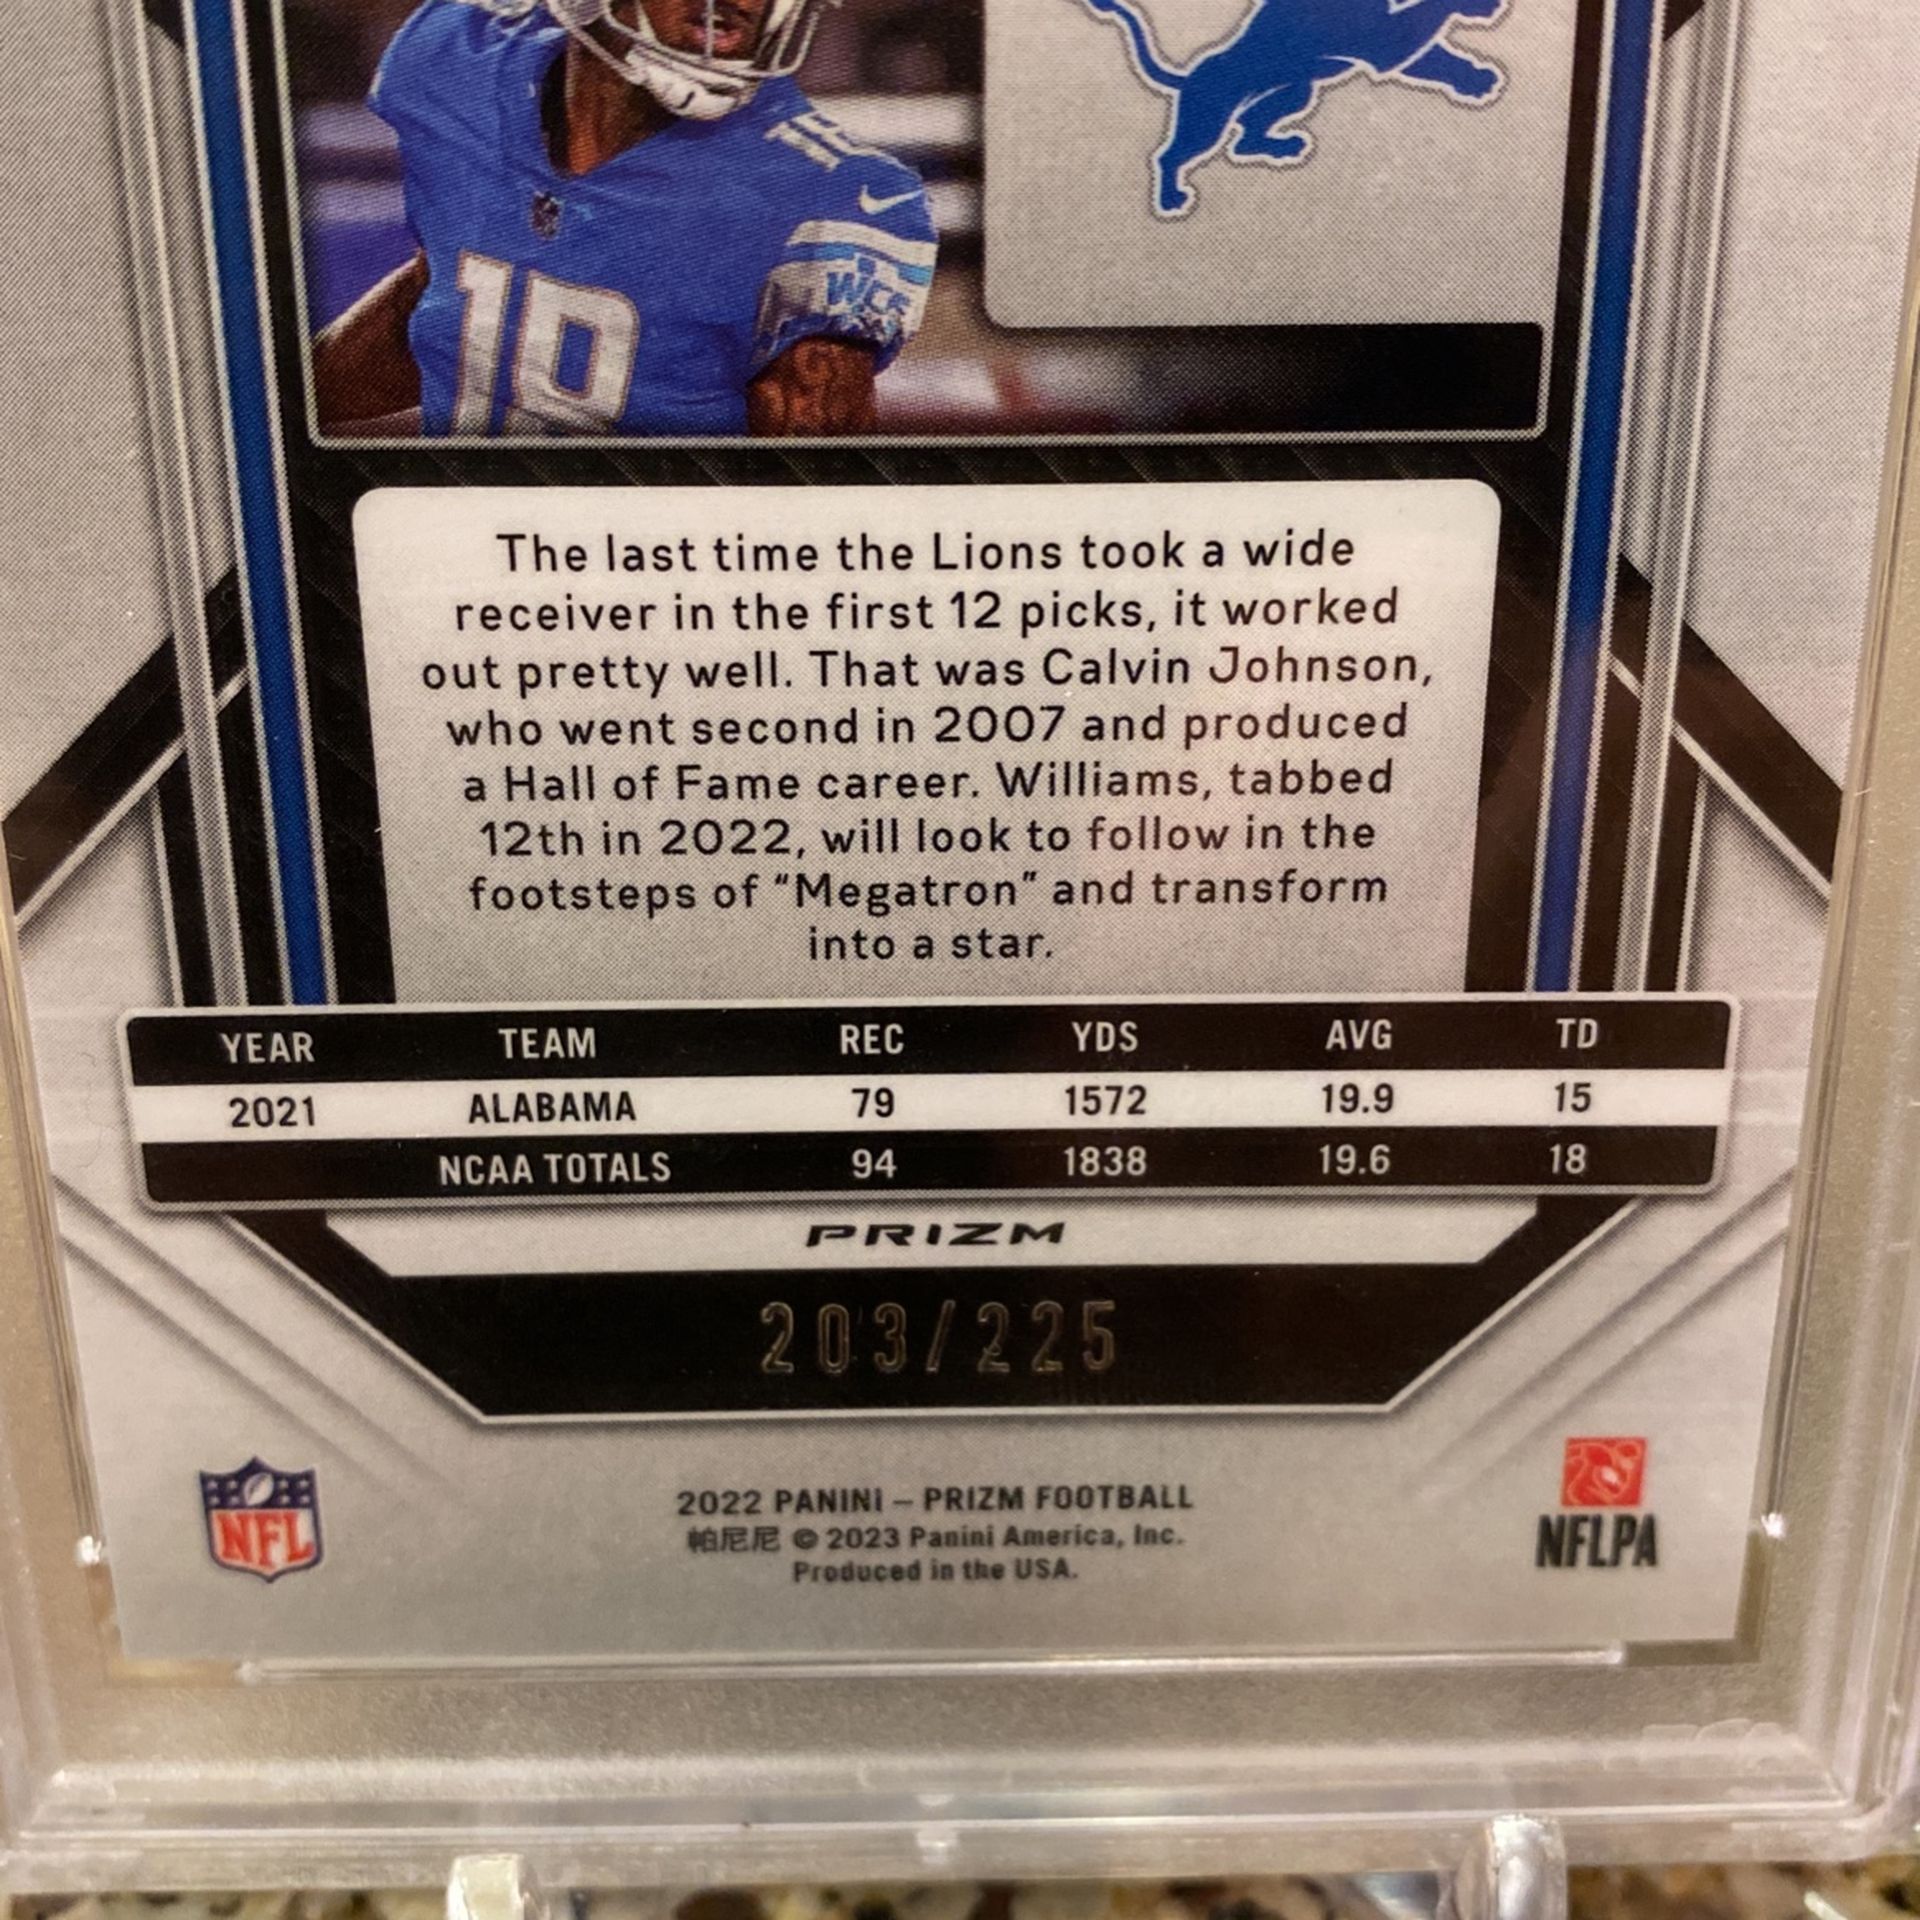 18
WCF
18
The last time the Lions took a wide
receiver in the first 12 picks, it worked
out pretty well. That was Calvin Johnson,
who went second in 2007 and produced
a Hall of Fame career. Williams, tabbed
12th in 2022, will look to follow in the
footsteps of “Megatron” and transform
into a star.
YEAR TEAM REC YDS AVG TD
2021 ALABAMA 79 1572 19.9 15
NCAA TOTALS 94 1838 19.6 18
PRIZM
203/225
2022 PANINI – PRIZM FOOTBALL
帕尼尼 © 2023 Panini America, Inc.
Produced in the USA.
NFL
NFLPA